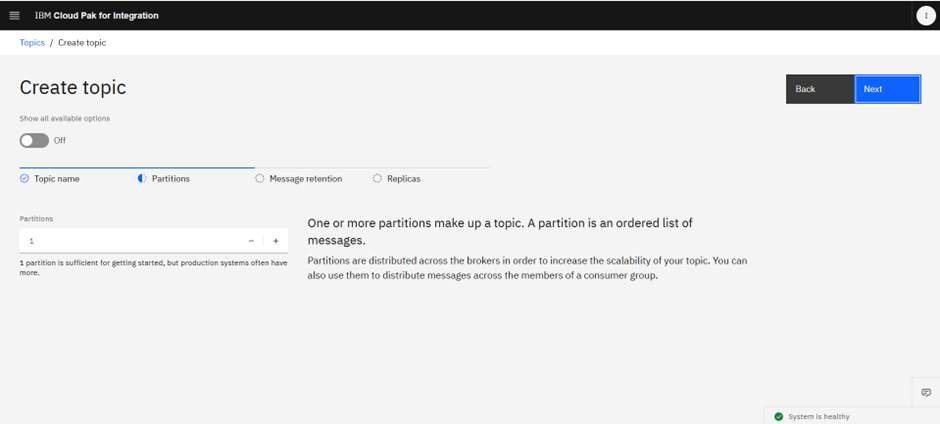 IBM Cloud Pak for Integration
Topics / Create topic
Create topic
Back
Next
Show all available options
Off
Topic name
Partitions
Message retention
Replicas
Partitions
1
1 partition is sufficient for getting started, but production systems often have
more.
One or more partitions make up a topic. A partition is an ordered list of
messages.
Partitions are distributed across the brokers in order to increase the scalability of your topic. You can
also use them to distribute messages across the members of a consumer group.
System is healthy